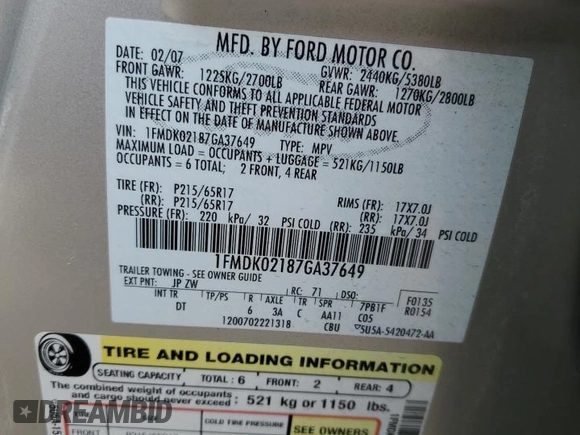 MFD. BY FORD MOTOR CO.
DATE: 02/07 GVWR: 2440KG/5380LB
FRONT GAWR: 1225KG/2700LB REAR GAWR: 1270KG/2800LB
THIS VEHICLE CONFORMS TO ALL APPLICABLE FEDERAL MOTOR
VEHICLE SAFETY AND THEFT PREVENTION STANDARDS
IN EFFECT ON THE DATE OF MANUFACTURE SHOWN ABOVE.
VIN: 1FMDK02187GA37649 TYPE: MPV
MAXIMUM LOAD = OCCUPANTS + LUGGAGE = 521KG/1150LB
OCCUPANTS = 6 TOTAL; 2 FRONT, 4 REAR
TIRE (FR): P215/65R17 RIMS (FR): 17X7.0J
(RR): P215/65R17 (RR): 17X7.0J
PRESSURE (FR): 220 kPa/ 32 PSI COLD (RR): 235 kPa/ 34 PSI COLD
1FMDK02187GA37649
TRAILER TOWING - SEE OWNER GUIDE
EXT PNT: JP ZW RC: 71 DSO: F0135
INT TR TP/PS R AXLE TR SPR 7PBTF R0154
DT 6 3A C AA11 C05
1200702221318 CBU 5U5A-5420472-AA
TIRE AND LOADING INFORMATION
SEATING CAPACITY TOTAL: 6 FRONT: 2 REAR: 4
The combined weight of occupants
and cargo should never exceed: 521 kg or 1150 lbs.
COLD TIRE PRESSURE SEE OWNERS
FRONT
DREAMBID